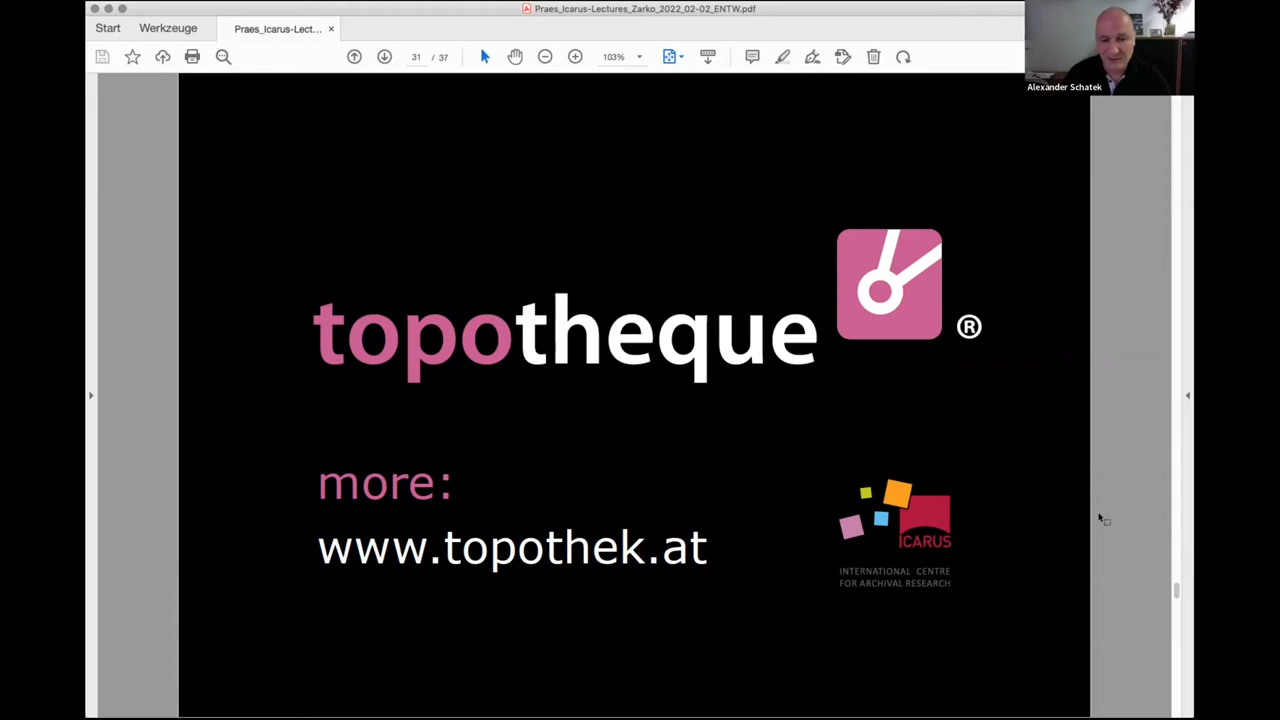 Praes_Icarus-Lectures_Zarko_2022_02-02_ENTW.pdf
Start
Werkzeuge
Praes_Icarus-Lect...
31 / 37
103%
Alexander Schatek
topotheque ®
more:
www.topothek.at
ICARUS
INTERNATIONAL CENTRE
FOR ARCHIVAL RESEARCH